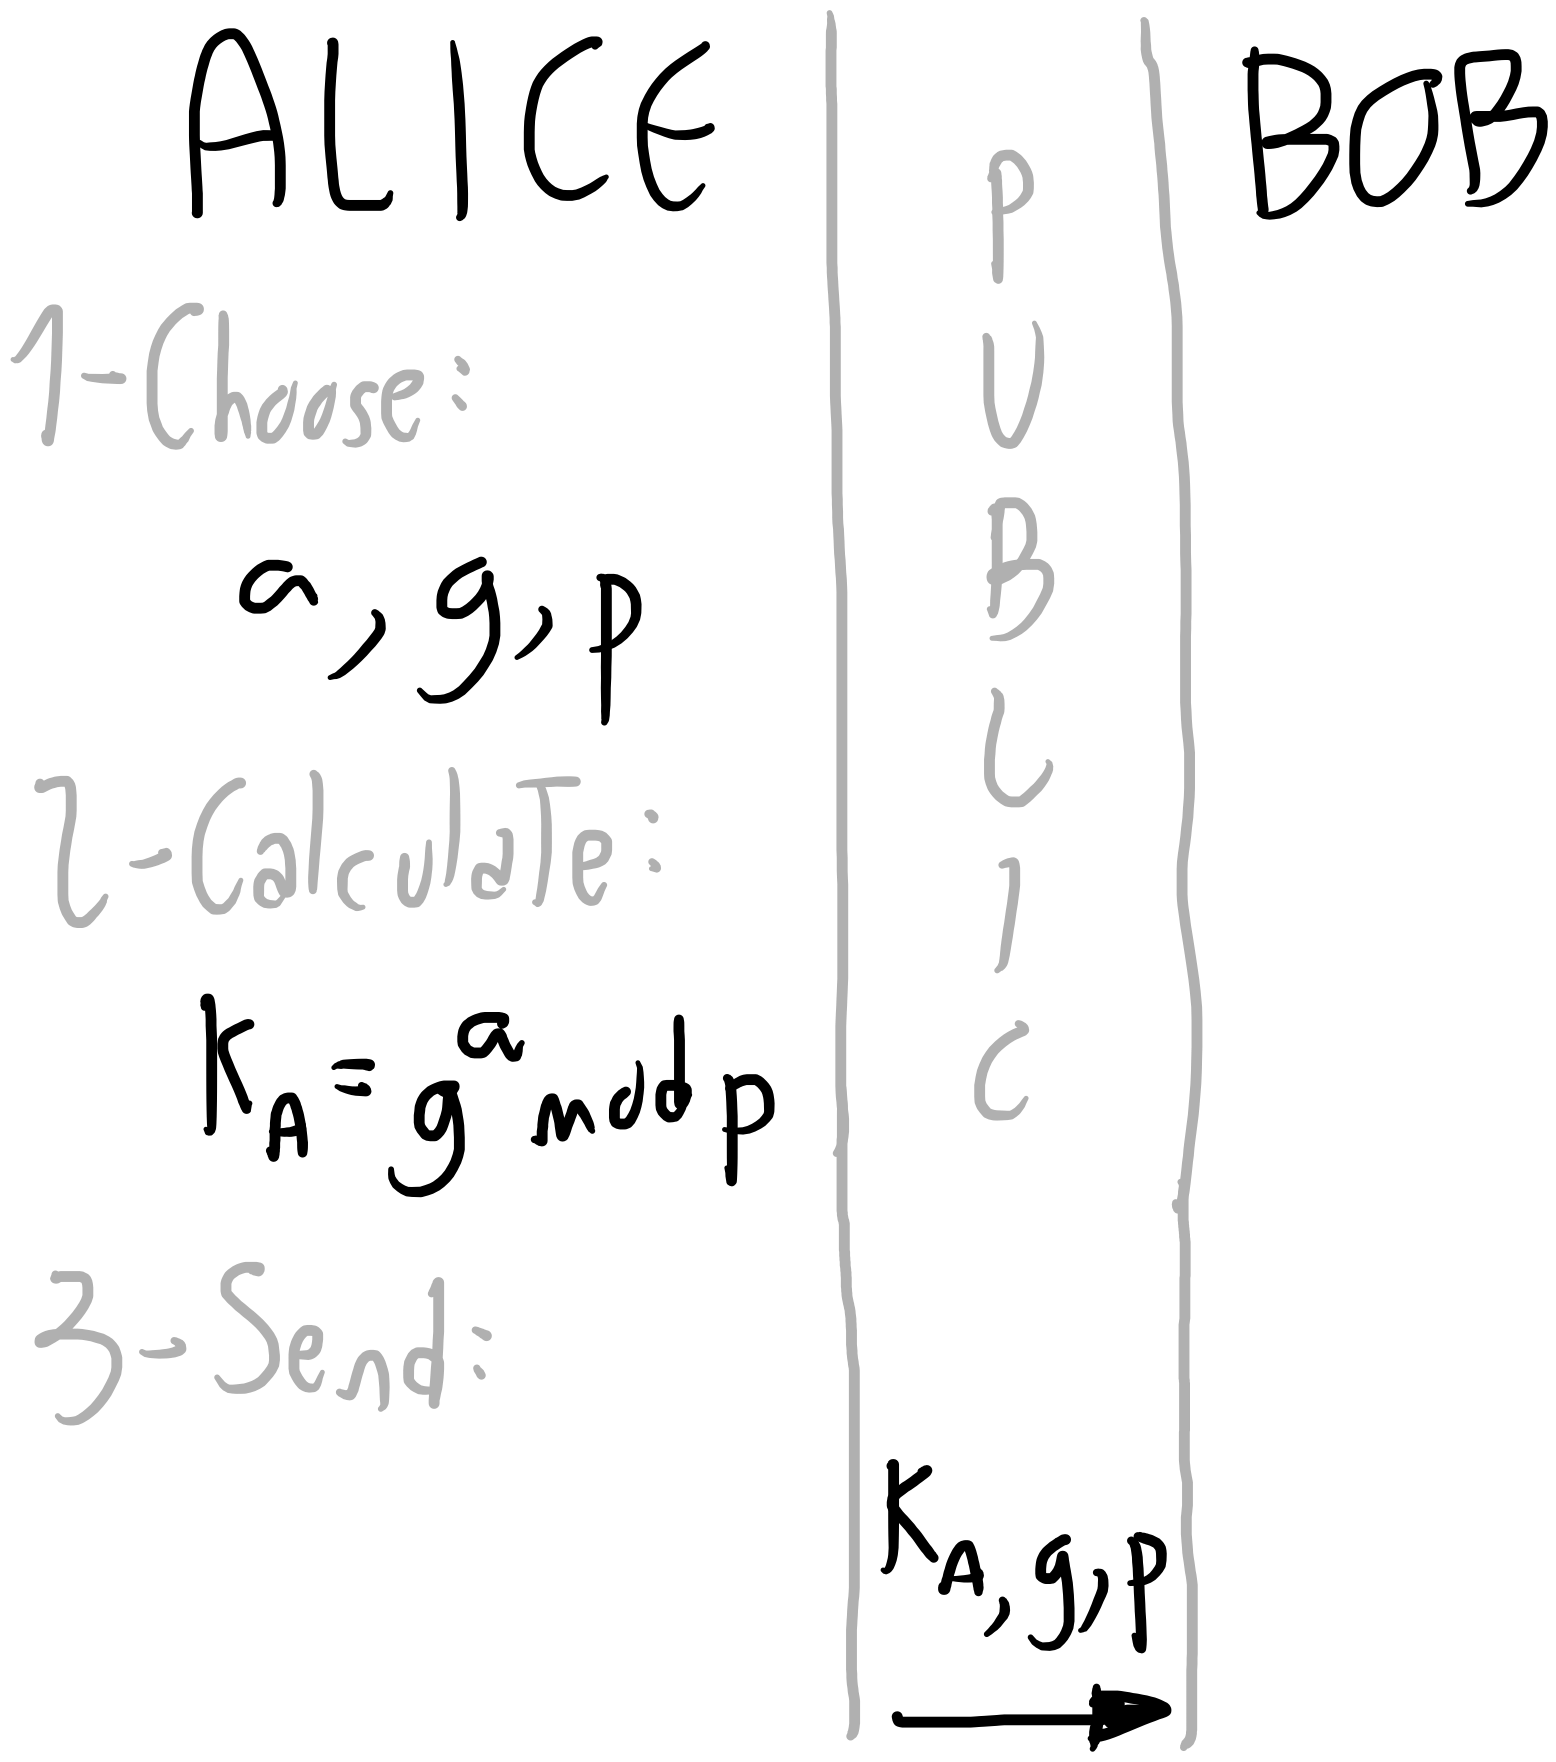 ALICE
PUBLIC
BOB
1-Choose:
a, g, p
2-Calculate:
K_A = g^a mod p
3-Send:
K_A, g, p